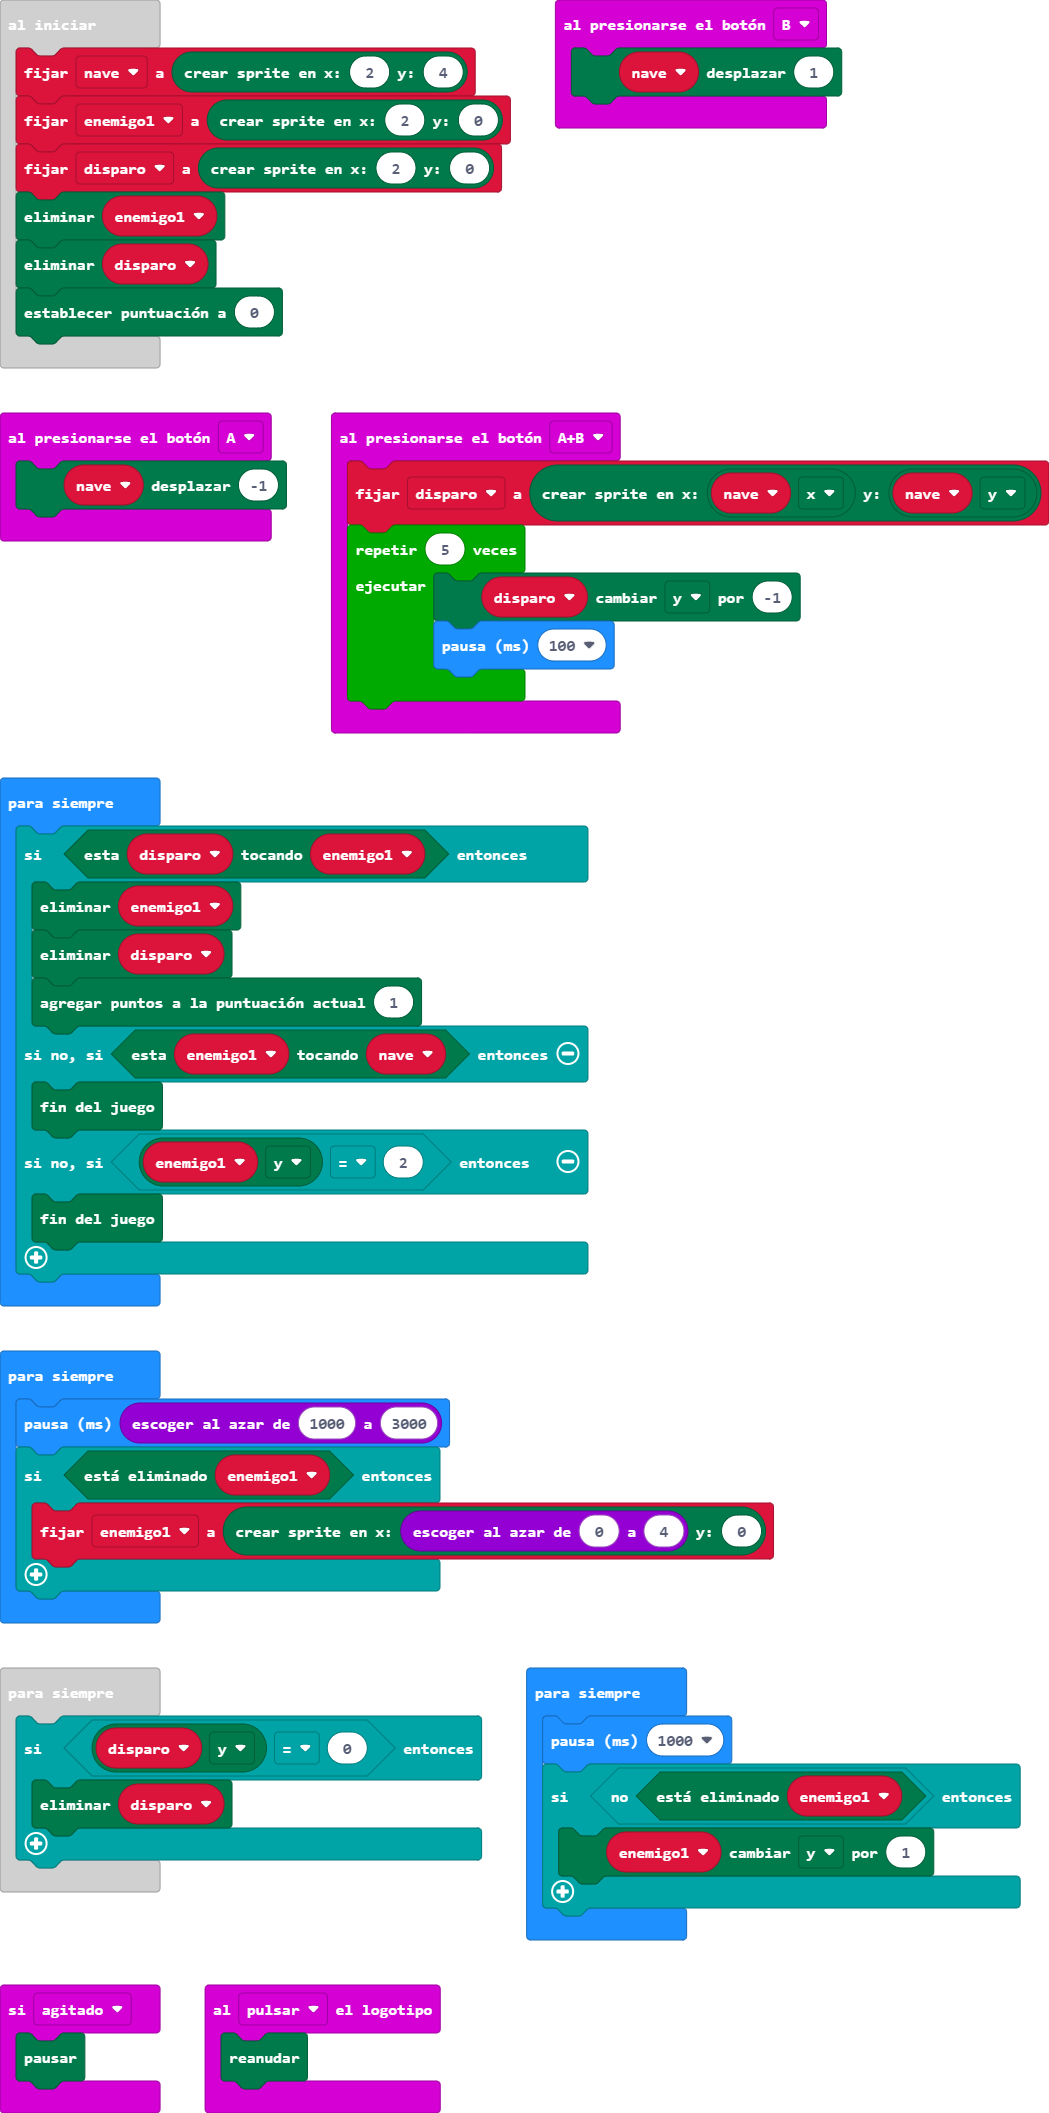 al iniciar
fijar nave a crear sprite en x: 2 y: 4
fijar enemigo1 a crear sprite en x: 2 y: 0
fijar disparo a crear sprite en x: 2 y: 0
eliminar enemigo1
eliminar disparo
establecer puntuación a 0
al presionarse el botón B
nave desplazar 1
al presionarse el botón A
nave desplazar -1
al presionarse el botón A+B
fijar disparo a crear sprite en x: nave x y: nave y
repetir 5 veces
ejecutar disparo cambiar y por -1
pausa (ms) 100
para siempre
si esta disparo tocando enemigo1 entonces
eliminar enemigo1
eliminar disparo
agregar puntos a la puntuación actual 1
si no, si esta enemigo1 tocando nave entonces
fin del juego
si no, si enemigo1 y = 2 entonces
fin del juego
para siempre
pausa (ms) escoger al azar de 1000 a 3000
si está eliminado enemigo1 entonces
fijar enemigo1 a crear sprite en x: escoger al azar de 0 a 4 y: 0
para siempre
si disparo y = 0 entonces
eliminar disparo
para siempre
pausa (ms) 1000
si no está eliminado enemigo1 entonces
enemigo1 cambiar y por 1
si agitado
pausar
al pulsar el logotipo
reanudar